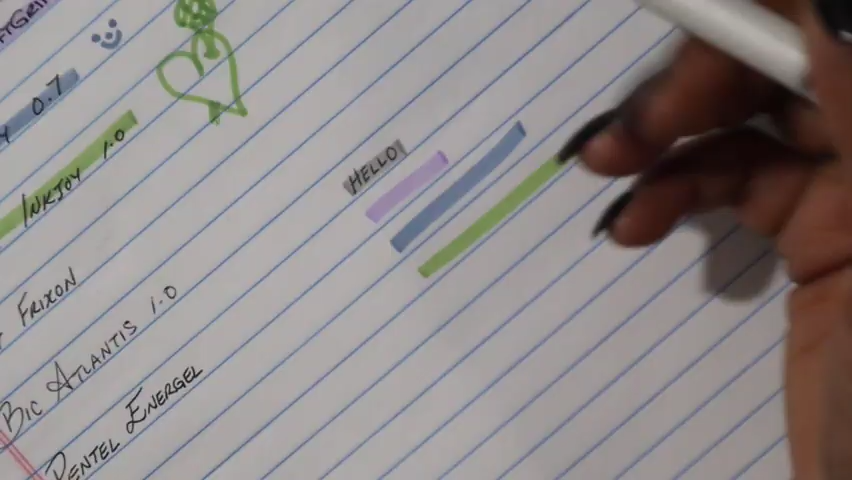 0.7
INKJOY 1.0
FRIXON
BIC ATLANTIS 1.0
PENTEL ENERGEL
HELLO